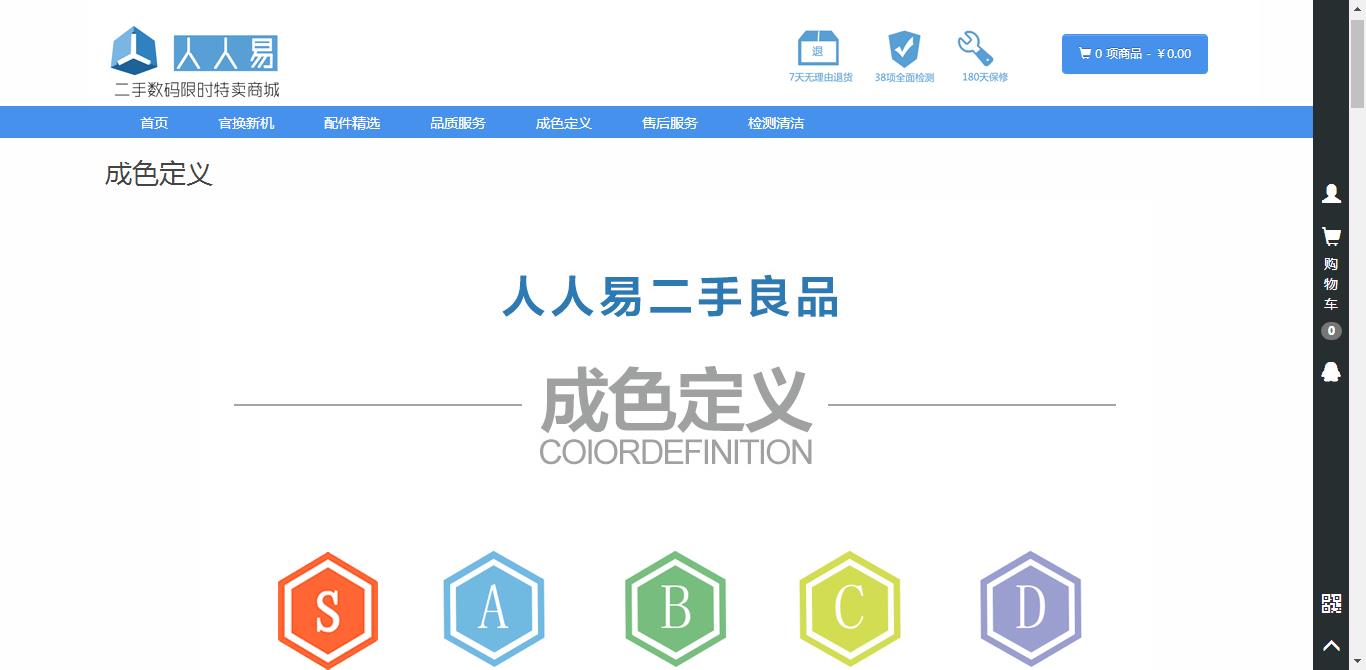 人人易
二手数码限时特卖商城
退
7天无理由退货
38项全面检测
180天保修
0 项商品 - ￥0.00
首页 官换新机 配件精选 品质服务 成色定义 售后服务 检测清洁
成色定义
人人易二手良品
成色定义
COIORDEFINITION
S A B C D
购
物
车
0